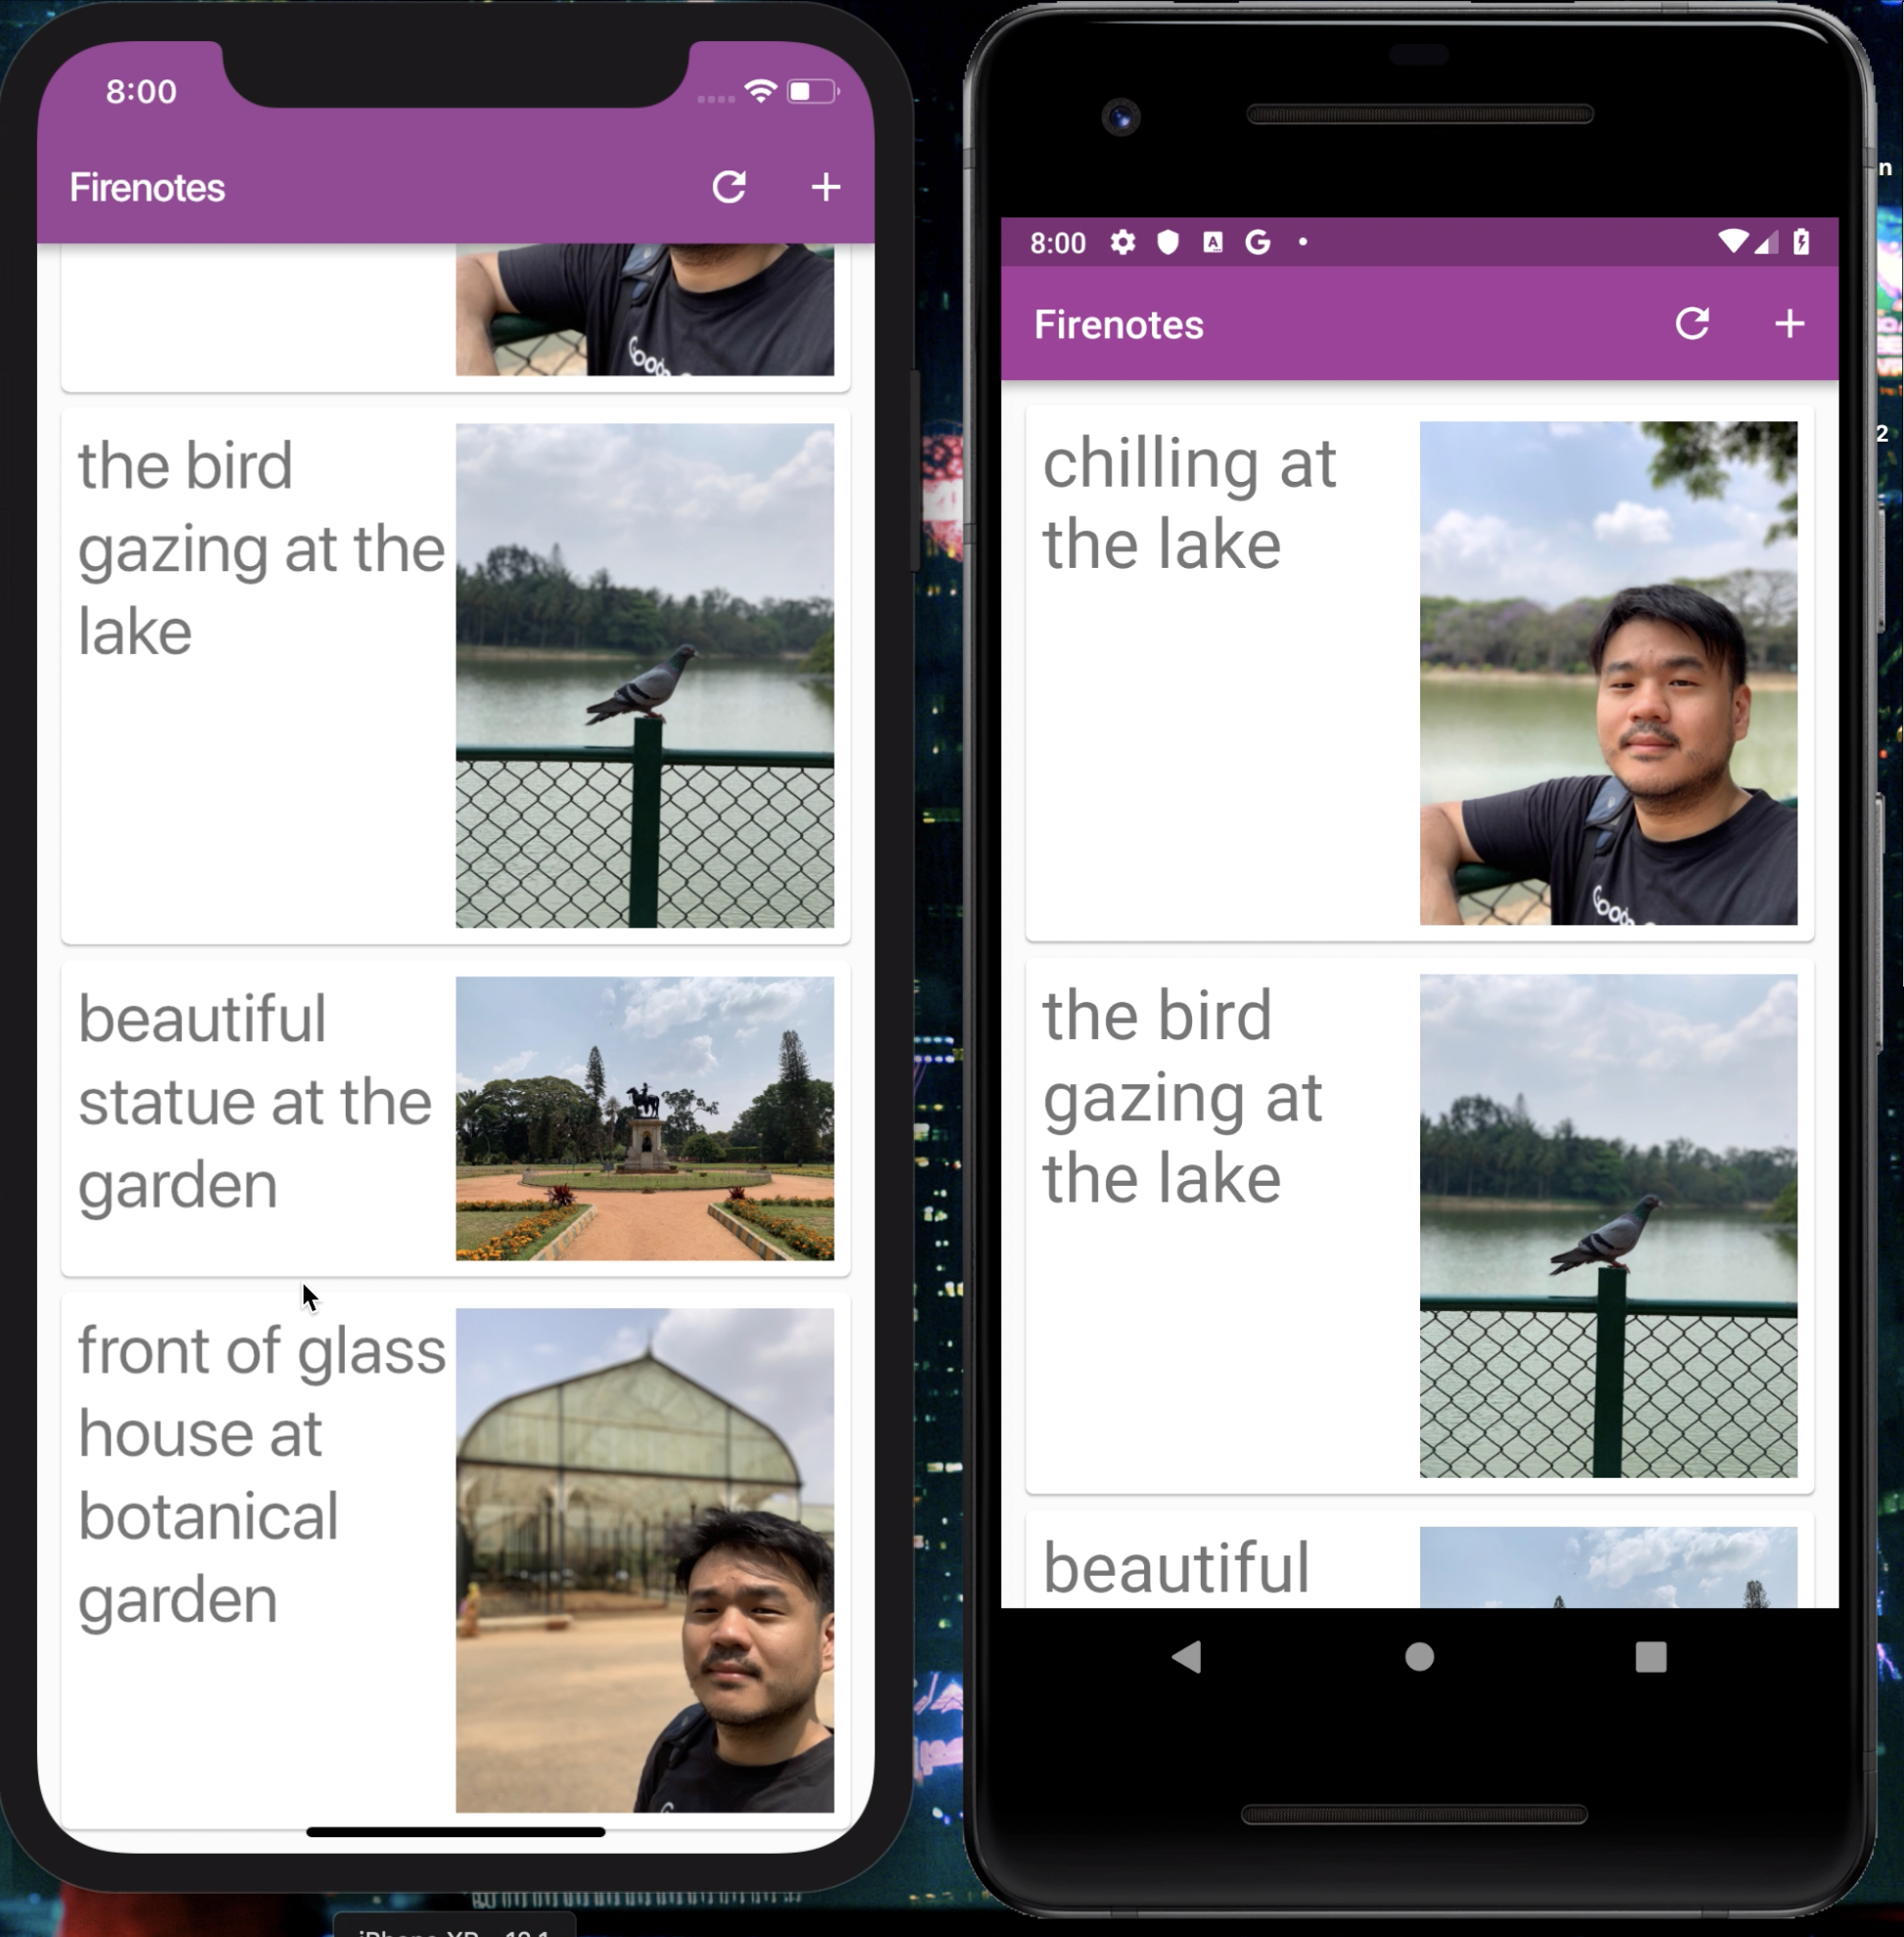 8:00
Firenotes
the bird
gazing at the
lake
beautiful
statue at the
garden
front of glass
house at
botanical
garden
8:00
Firenotes
chilling at
the lake
the bird
gazing at
the lake
beautiful
n
2